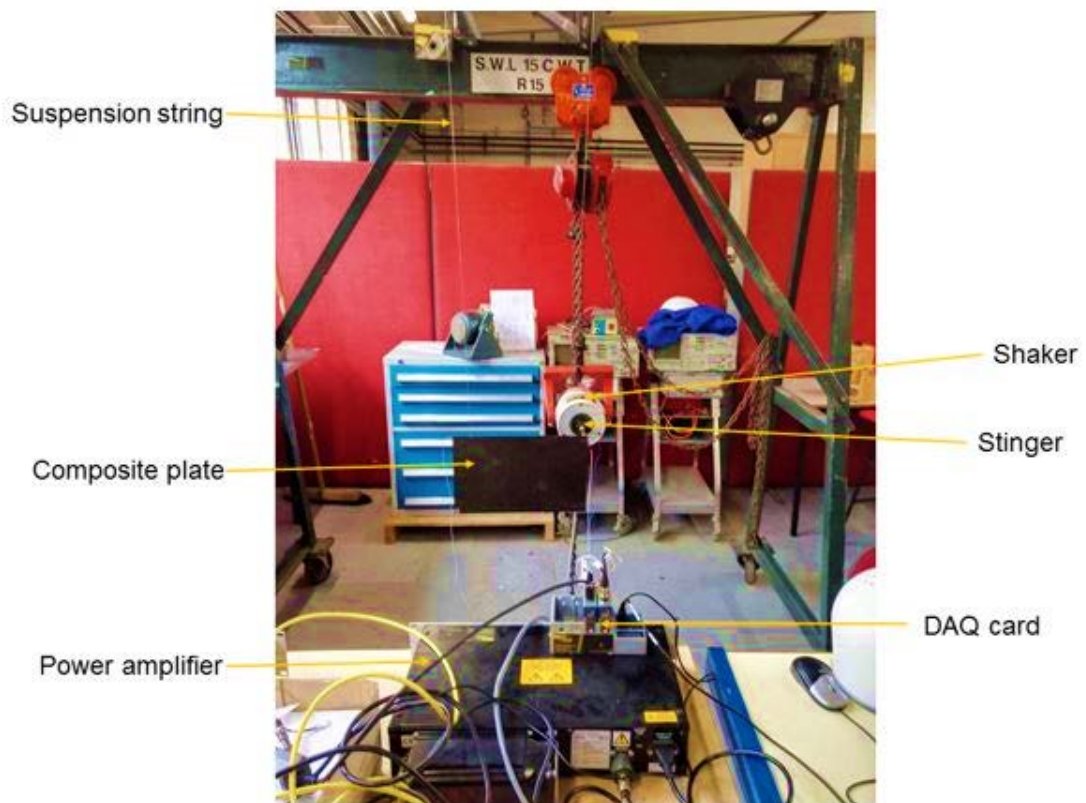 S.W.L 15 C.W.T
R15
Suspension string
Shaker
Stinger
Composite plate
DAQ card
Power amplifier